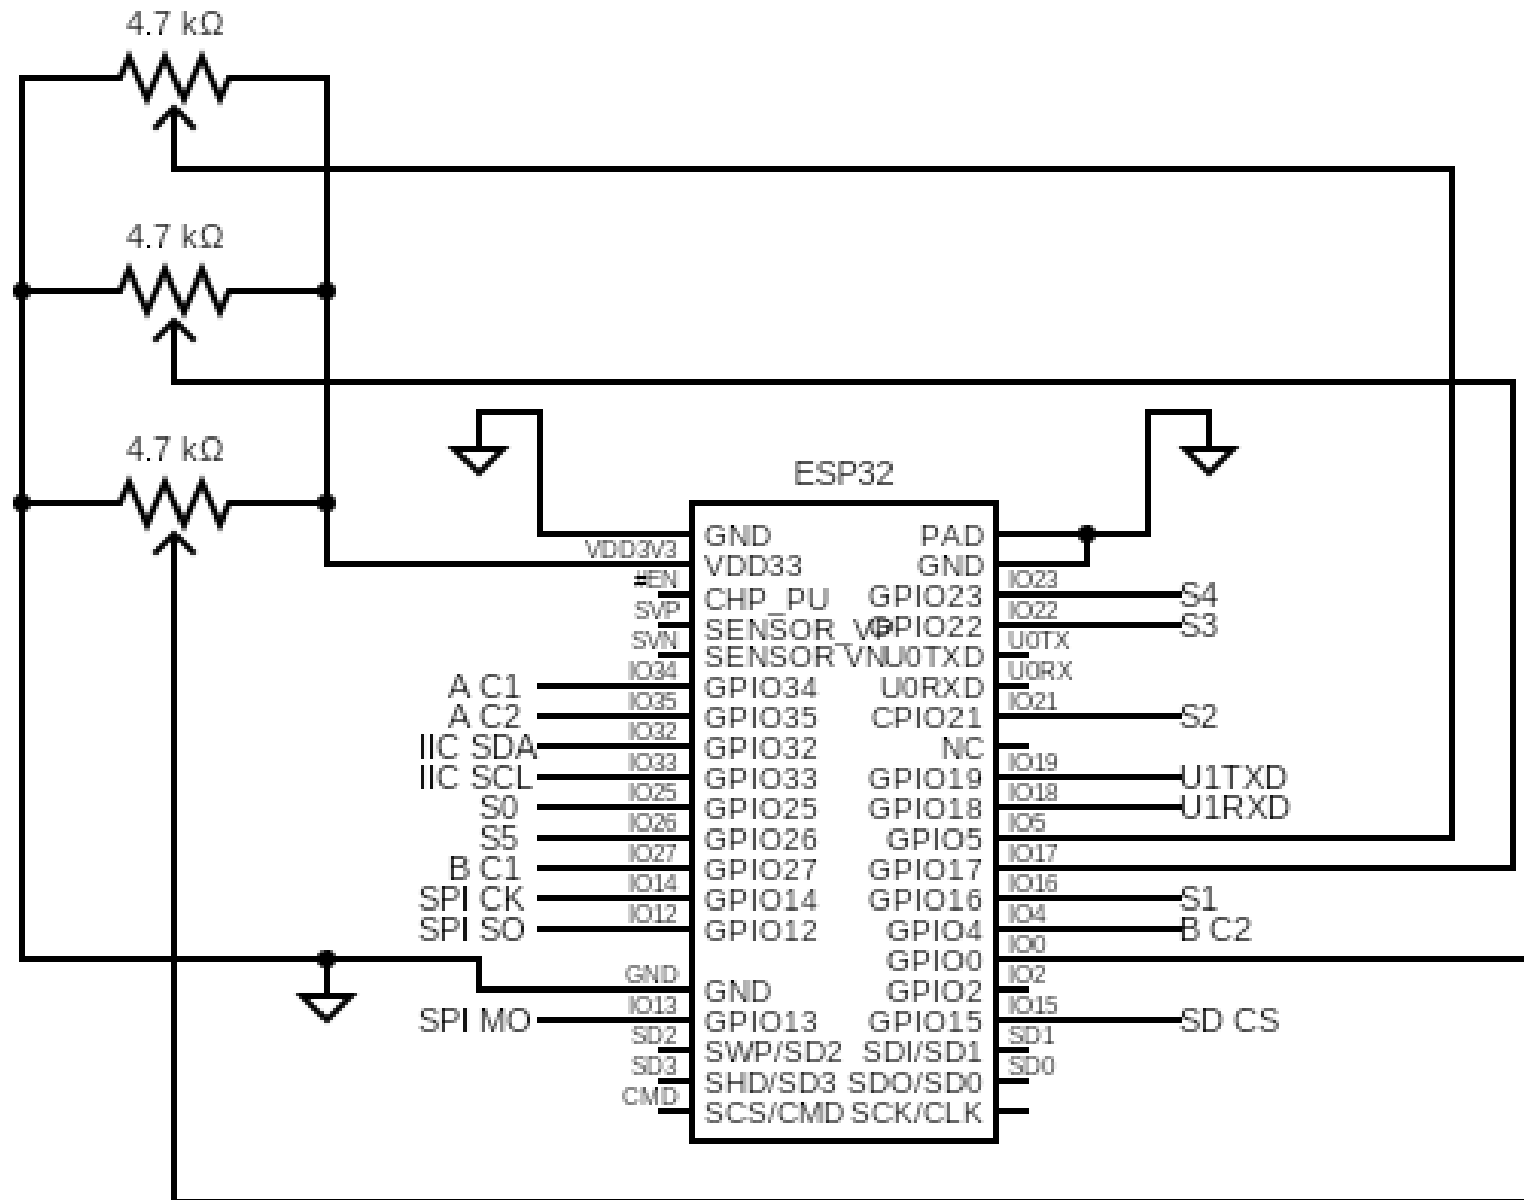 4.7 kΩ
4.7 kΩ
4.7 kΩ
ESP32
GND
VDD3V3
VDD33
#EN
CHP_PU
SVP
SENSOR_VP
SVN
SENSOR VN
IO34
A C1
GPIO34
IO35
A C2
GPIO35
IO32
IIC SDA
GPIO32
IO33
IIC SCL
GPIO33
IO25
S0
GPIO25
IO26
S5
GPIO26
IO27
B C1
GPIO27
IO14
SPI CK
GPIO14
IO12
SPI SO
GPIO12
GND
GND
IO13
SPI MO
GPIO13
SD2
SWP/SD2
SD3
SHD/SD3
CMD
SCS/CMD
PAD
GND
IO23
GPIO23
S4
IO22
GPIO22
S3
U0TX
U0TXD
U0RX
U0RXD
IO21
CPIO21
S2
NC
IO19
GPIO19
U1TXD
IO18
GPIO18
U1RXD
IO5
GPIO5
IO17
GPIO17
IO16
GPIO16
S1
IO4
GPIO4
B C2
IO0
GPIO0
IO2
GPIO2
IO15
GPIO15
SD CS
SD1
SDI/SD1
SD0
SDO/SD0
SCK/CLK